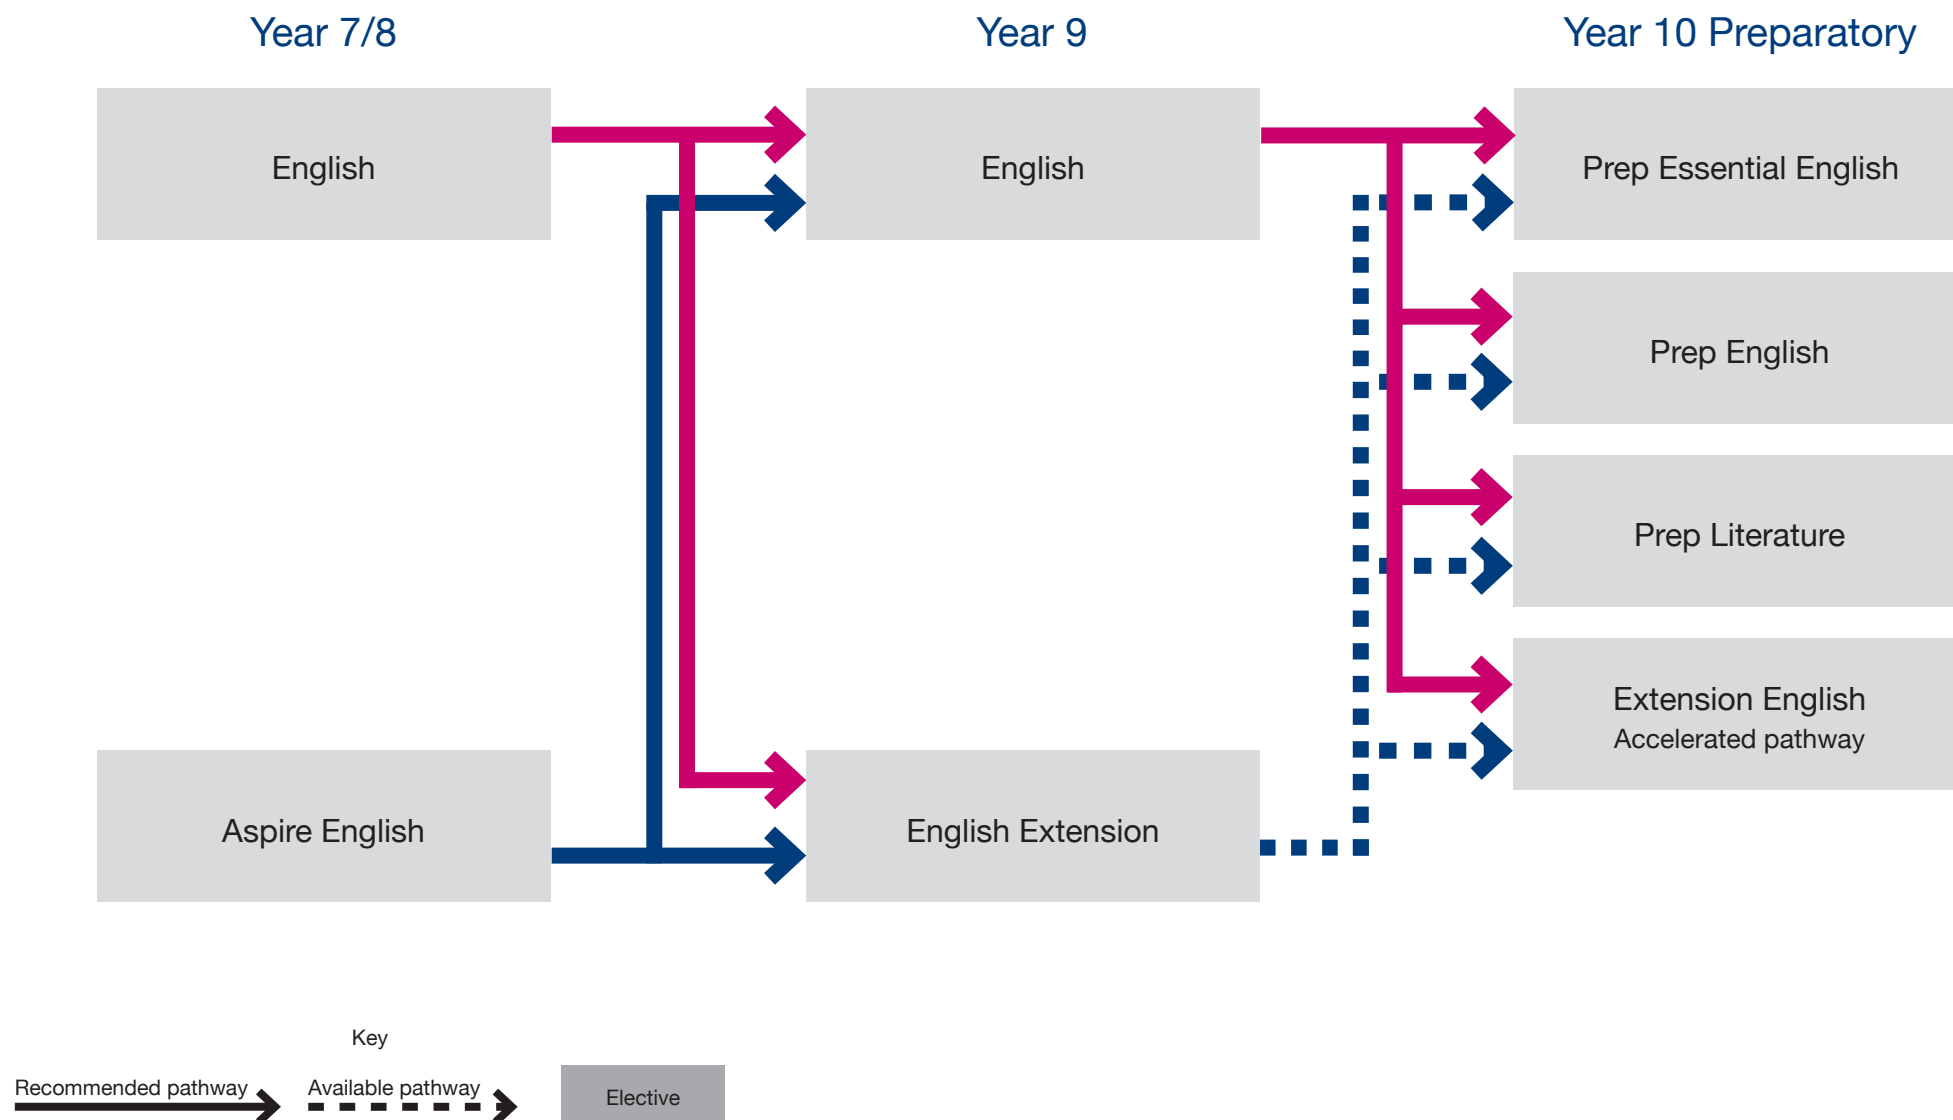 Year 7/8
Year 9
Year 10 Preparatory
English
English
Prep Essential English
Prep English
Prep Literature
Extension English
Accelerated pathway
Aspire English
English Extension
Key
Recommended pathway
Available pathway
Elective